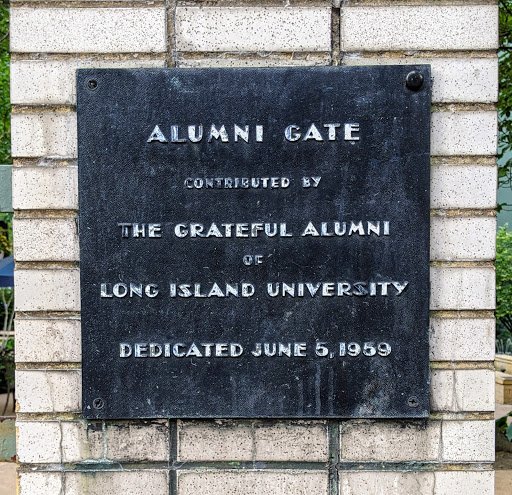 ALUMNI GATE
CONTRIBUTED BY
THE GRATEFUL ALUMNI
OF
LONG ISLAND UNIVERSITY
DEDICATED JUNE 5, 1959